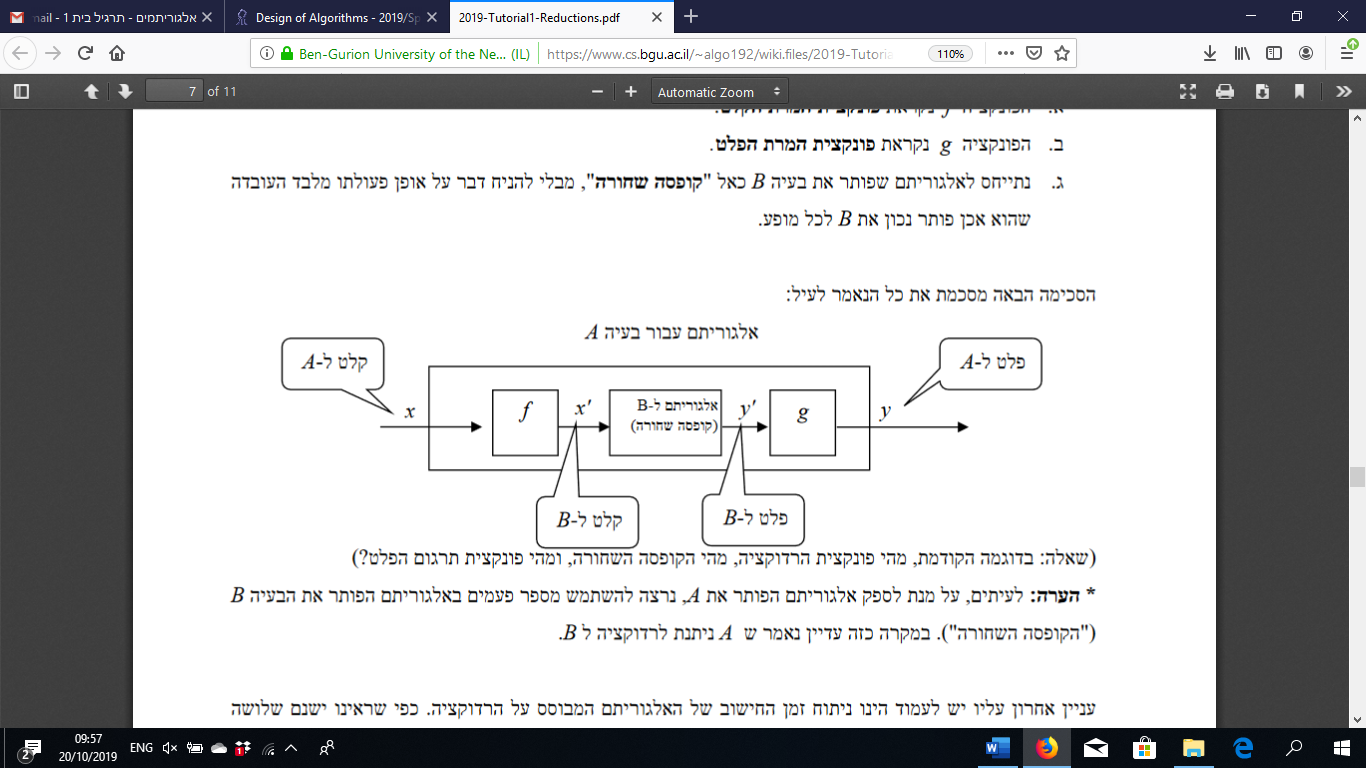 אלגוריתמים - תרגיל בית 1 - mail
Design of Algorithms - 2019/Sp
2019-Tutorial1-Reductions.pdf
Ben-Gurion University of the Ne... (IL)
https://www.cs.bgu.ac.il/~algo192/wiki.files/2019-Tutoria
110%
7 of 11
Automatic Zoom
ב. הפונקציה g נקראת פונקצית המרת הפלט.
ג. נתייחס לאלגוריתם שפותר את בעיה B כאל "קופסה שחורה", מבלי להניח דבר על אופן פעולתו מלבד העובדה
שהוא אכן פותר נכון את B לכל מופע.
הסכימה הבאה מסכמת את כל הנאמר לעיל:
אלגוריתם עבור בעיה A
קלט ל-A
פלט ל-A
x
f
x'
אלגוריתם ל-B
(קופסה שחורה)
y'
g
y
קלט ל-B
פלט ל-B
(שאלה: בדוגמה הקודמת, מהי פונקצית הרדוקציה, מהי הקופסה השחורה, ומהי פונקצית תרגום הפלט?)
* הערה: לעיתים, על מנת לספק אלגוריתם הפותר את A, נרצה להשתמש מספר פעמים באלגוריתם הפותר את הבעיה B
("הקופסה השחורה"). במקרה כזה עדיין נאמר ש A ניתנת לרדוקציה ל B.
עניין אחרון עליו יש לעמוד הינו ניתוח זמן החישוב של האלגוריתם המבוסס על הרדוקציה. כפי שראינו ישנם שלושה
2
ENG
09:57
20/10/2019